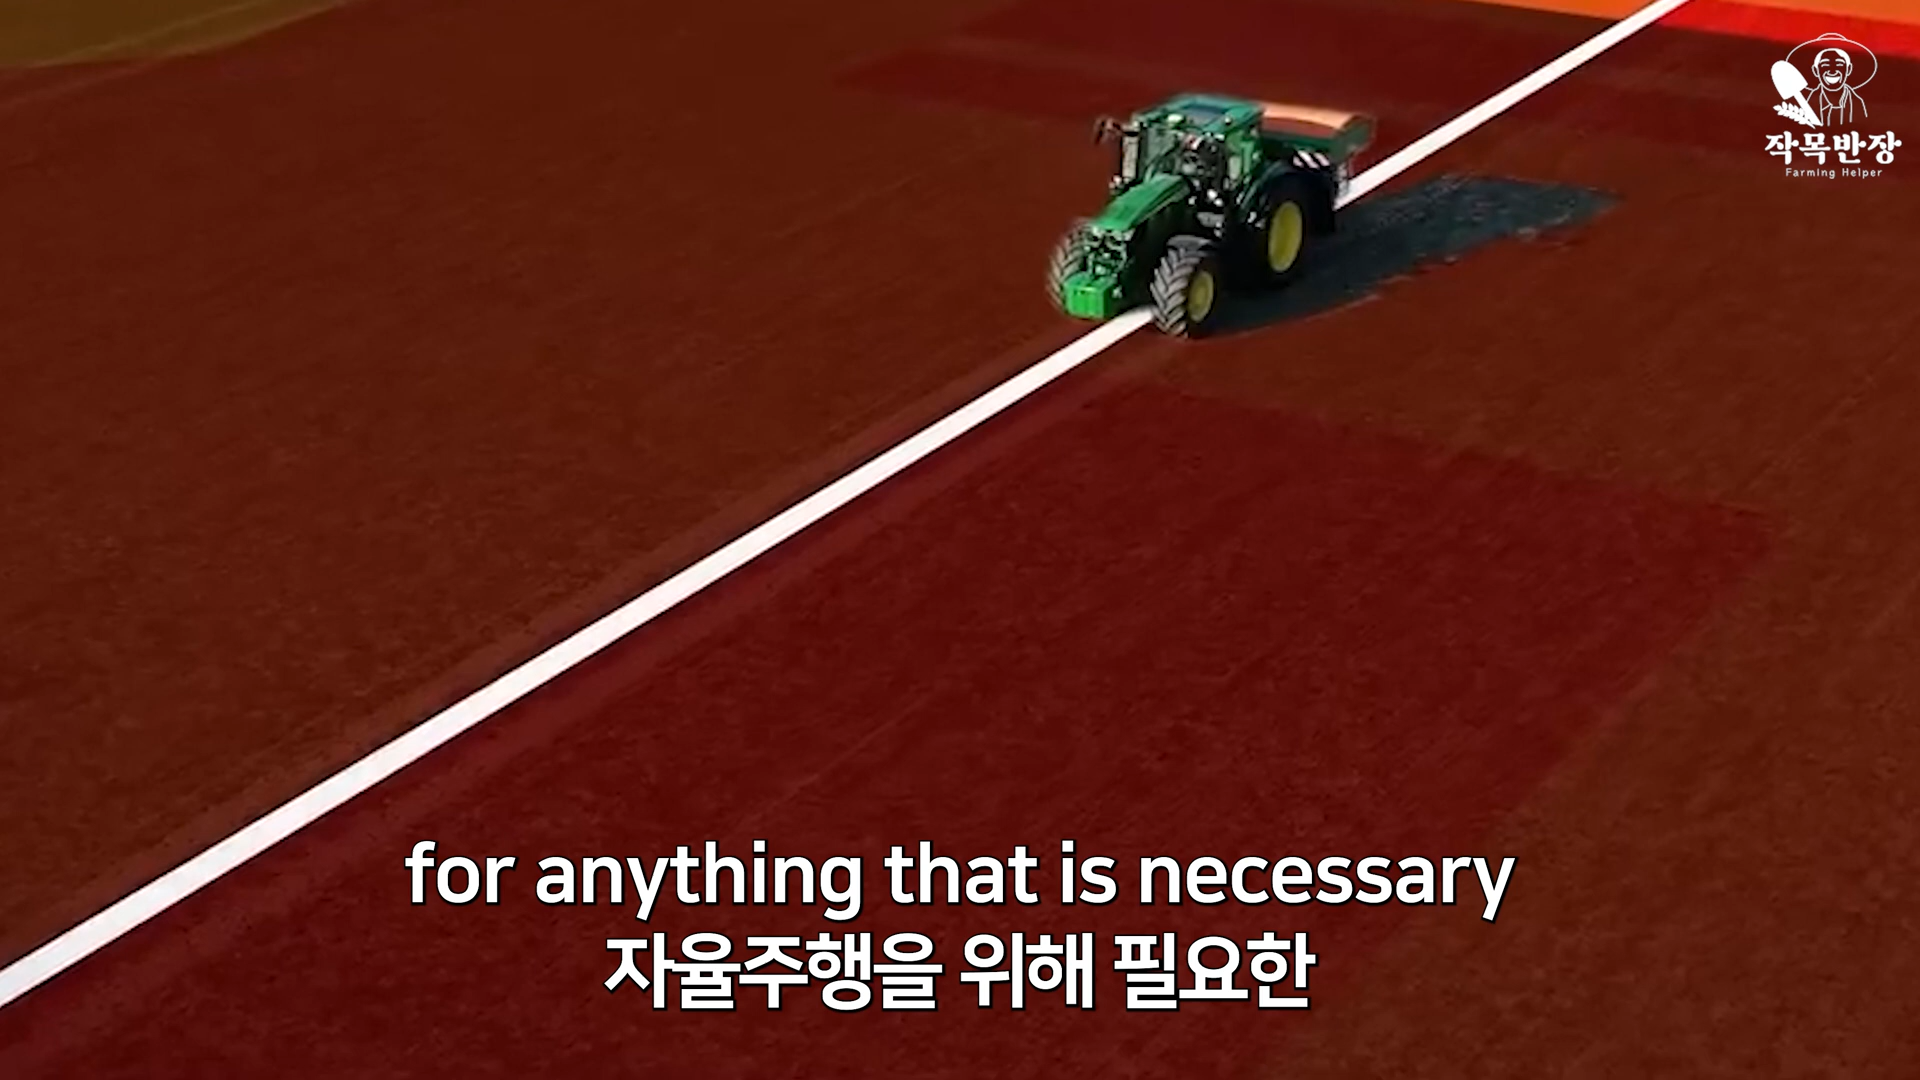 작목반장
Farming Helper
for anything that is necessary
자율주행을 위해 필요한